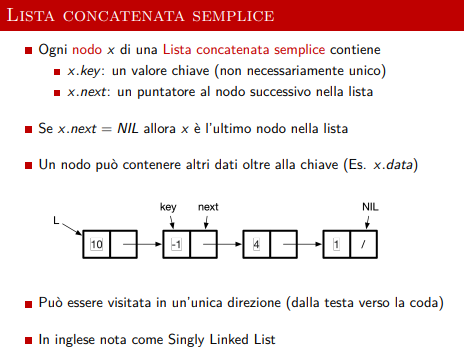 Lista concatenata semplice
Ogni nodo x di una Lista concatenata semplice contiene
x.key: un valore chiave (non necessariamente unico)
x.next: un puntatore al nodo successivo nella lista
Se x.next = NIL allora x è l'ultimo nodo nella lista
Un nodo può contenere altri dati oltre alla chiave (Es. x.data)
key next NIL
L
10 -1 4 1 /
Può essere visitata in un'unica direzione (dalla testa verso la coda)
In inglese nota come Singly Linked List